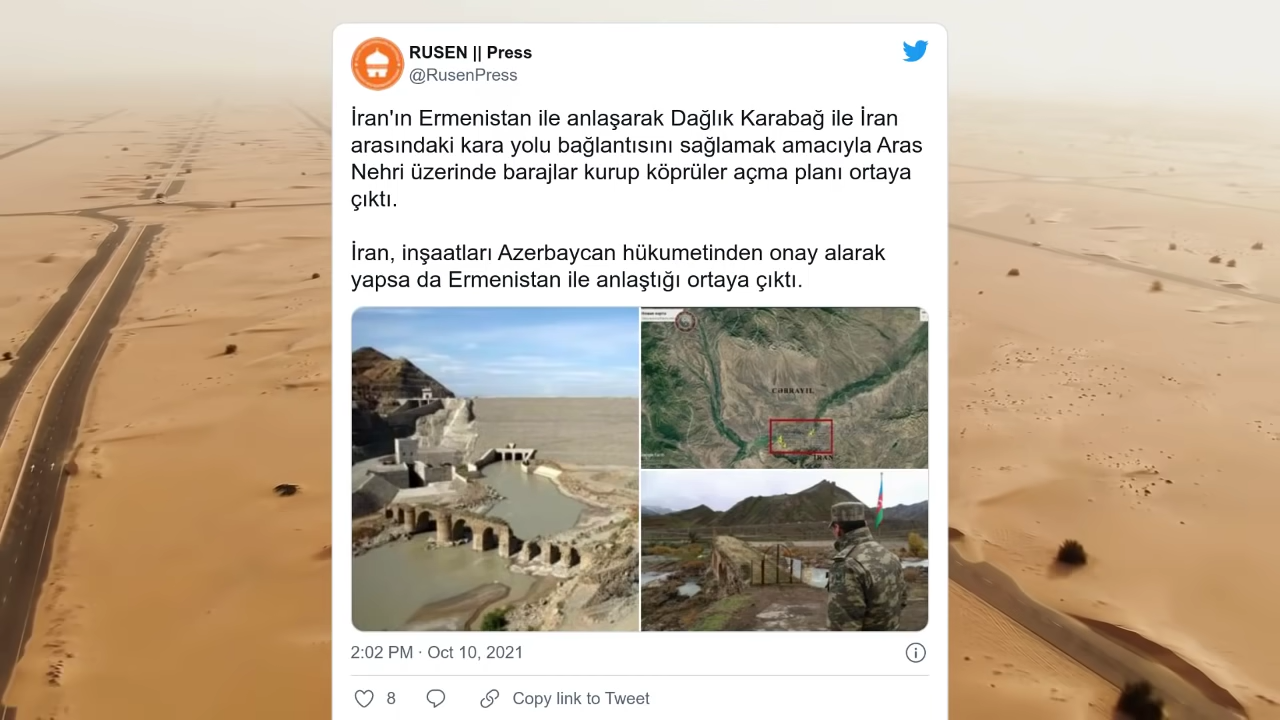 RUSEN || Press
@RusenPress
İran'ın Ermenistan ile anlaşarak Dağlık Karabağ ile İran
arasındaki kara yolu bağlantısını sağlamak amacıyla Aras
Nehri üzerinde barajlar kurup köprüler açma planı ortaya
çıktı.
İran, inşaatları Azerbaycan hükumetinden onay alarak
yapsa da Ermenistan ile anlaştığı ortaya çıktı.
CƏBRAYIL
IRAN
2:02 PM · Oct 10, 2021
8
Copy link to Tweet